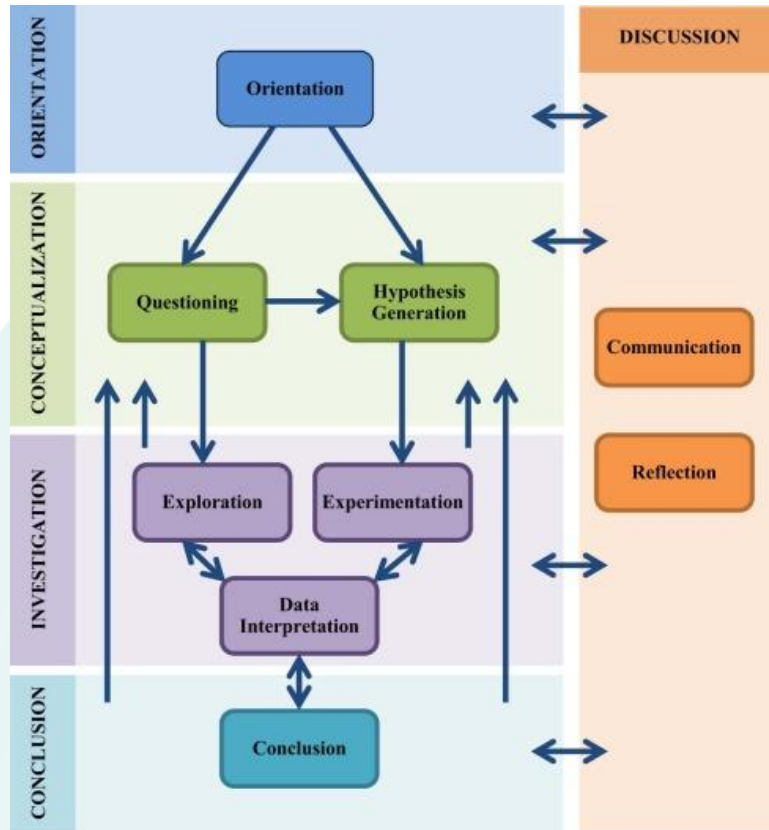 ORIENTATION
Orientation
DISCUSSION
CONCEPTUALIZATION
Questioning
Hypothesis
Generation
Communication
Reflection
INVESTIGATION
Exploration
Experimentation
Data
Interpretation
CONCLUSION
Conclusion